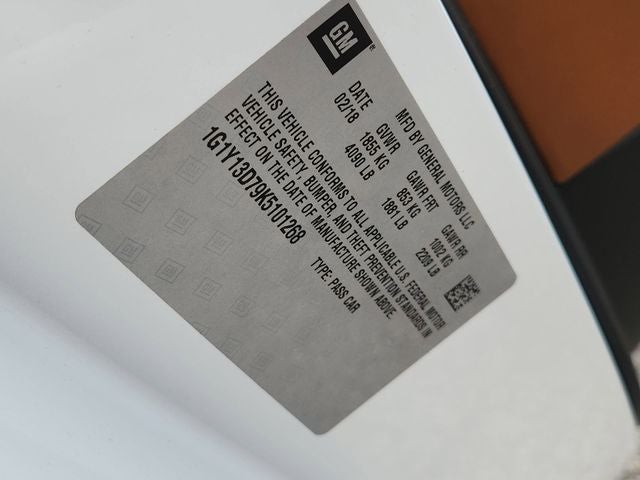 GM
MFD BY GENERAL MOTORS LLC
DATE GVWR GAWR FRT GAWR RR
02/18 1855 KG 853 KG 1002 KG
4090 LB 1881 LB 2209 LB
THIS VEHICLE CONFORMS TO ALL APPLICABLE U.S. FEDERAL MOTOR
VEHICLE SAFETY, BUMPER, AND THEFT PREVENTION STANDARDS IN
EFFECT ON THE DATE OF MANUFACTURE SHOWN ABOVE.
1G1Y13D79K5101268 TYPE: PASS CAR